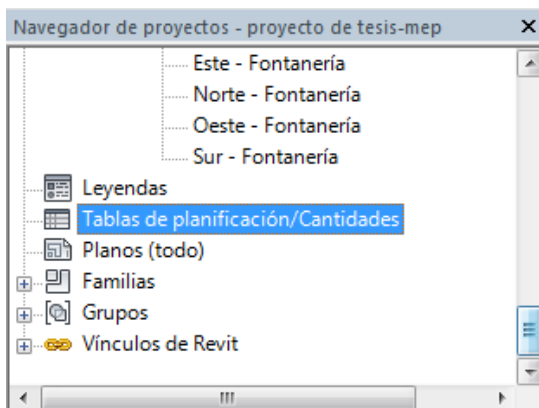 Navegador de proyectos - proyecto de tesis-mep
Este - Fontanería
Norte - Fontanería
Oeste - Fontanería
Sur - Fontanería
Leyendas
Tablas de planificación/Cantidades
Planos (todo)
Familias
Grupos
Vínculos de Revit